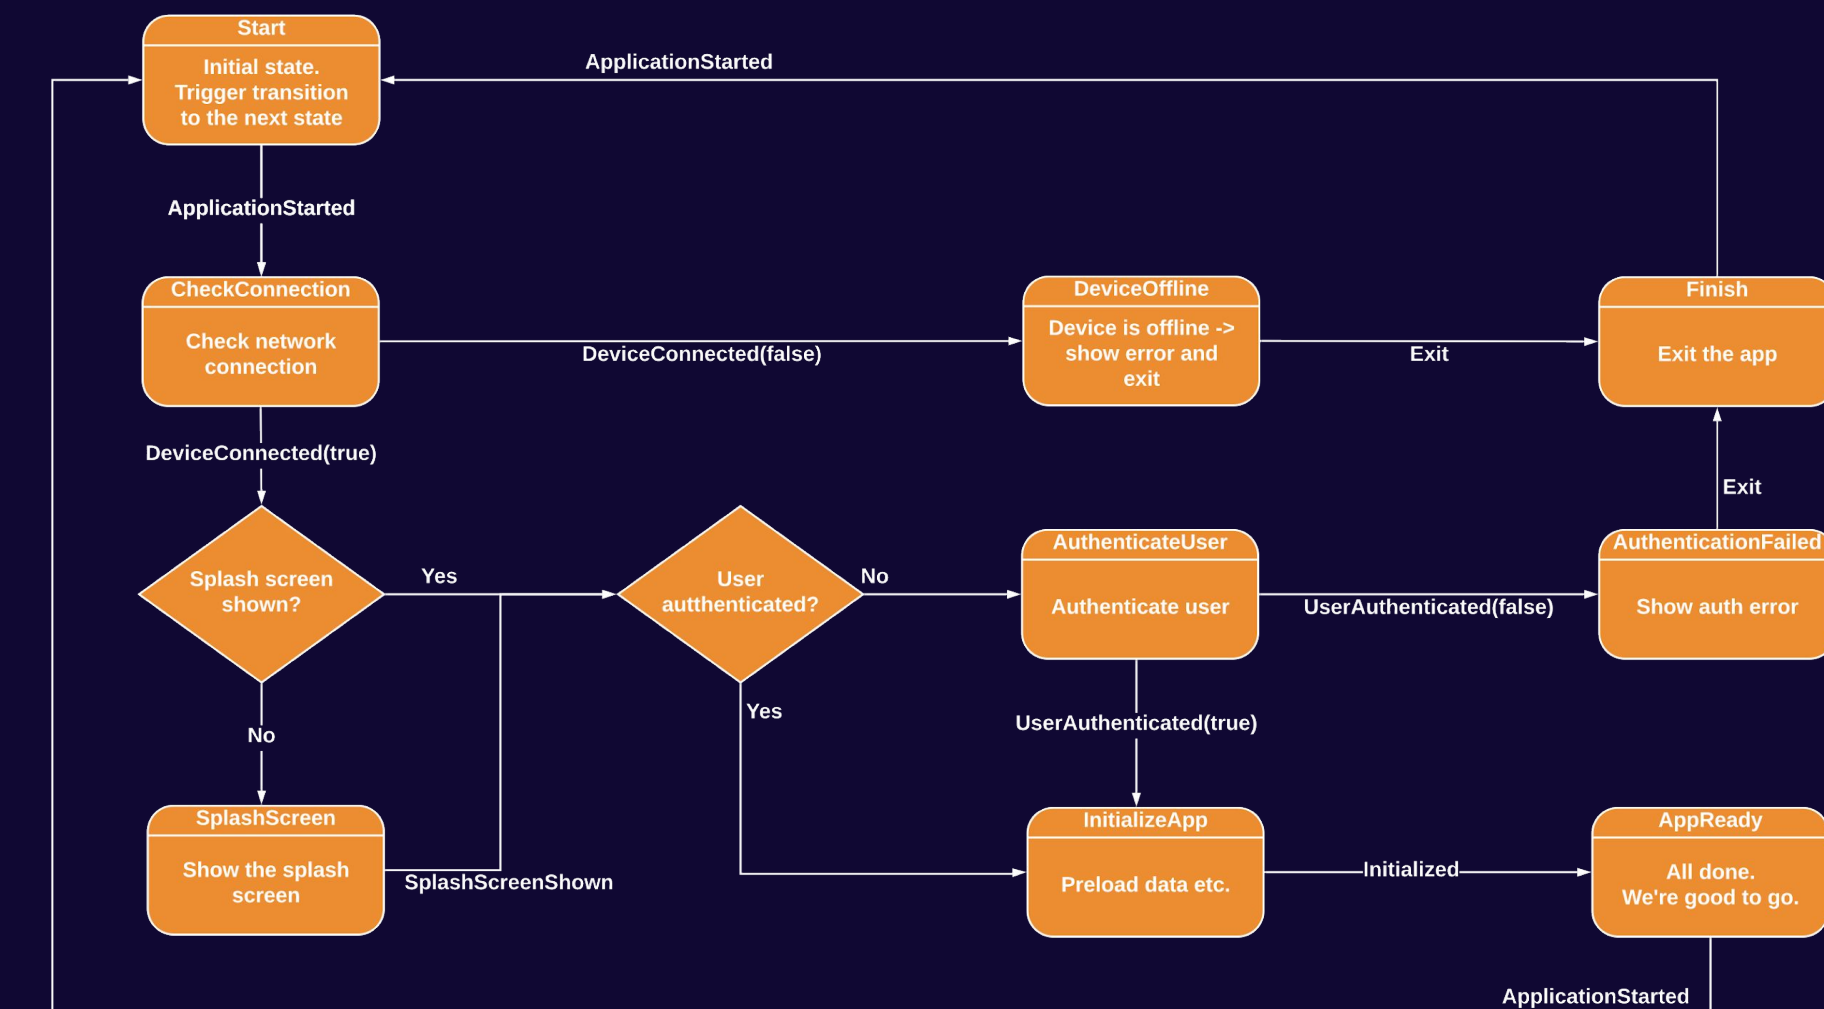 Start
Initial state.
Trigger transition
to the next state
ApplicationStarted
ApplicationStarted
CheckConnection
Check network
connection
DeviceConnected(false)
DeviceOffline
Device is offline ->
show error and
exit
Exit
Finish
Exit the app
DeviceConnected(true)
Exit
Splash screen
shown?
Yes
User
autthenticated?
No
AuthenticateUser
Authenticate user
UserAuthenticated(false)
AuthenticationFailed
Show auth error
No
Yes
UserAuthenticated(true)
SplashScreen
Show the splash
screen
SplashScreenShown
InitializeApp
Preload data etc.
Initialized
AppReady
All done.
We're good to go.
ApplicationStarted